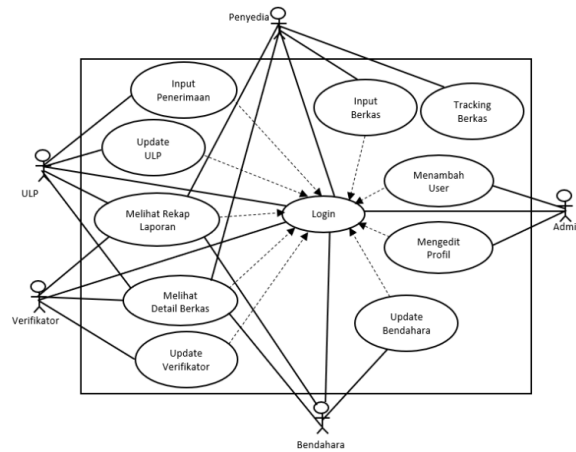 Penyedia
Input
Penerimaan
Input
Berkas
Tracking
Berkas
Update
ULP
Menambah
User
ULP
Melihat Rekap
Laporan
Login
Admi
Mengedit
Profil
Verifikator
Melihat
Detail Berkas
Update
Bendahara
Update
Verifikator
Bendahara